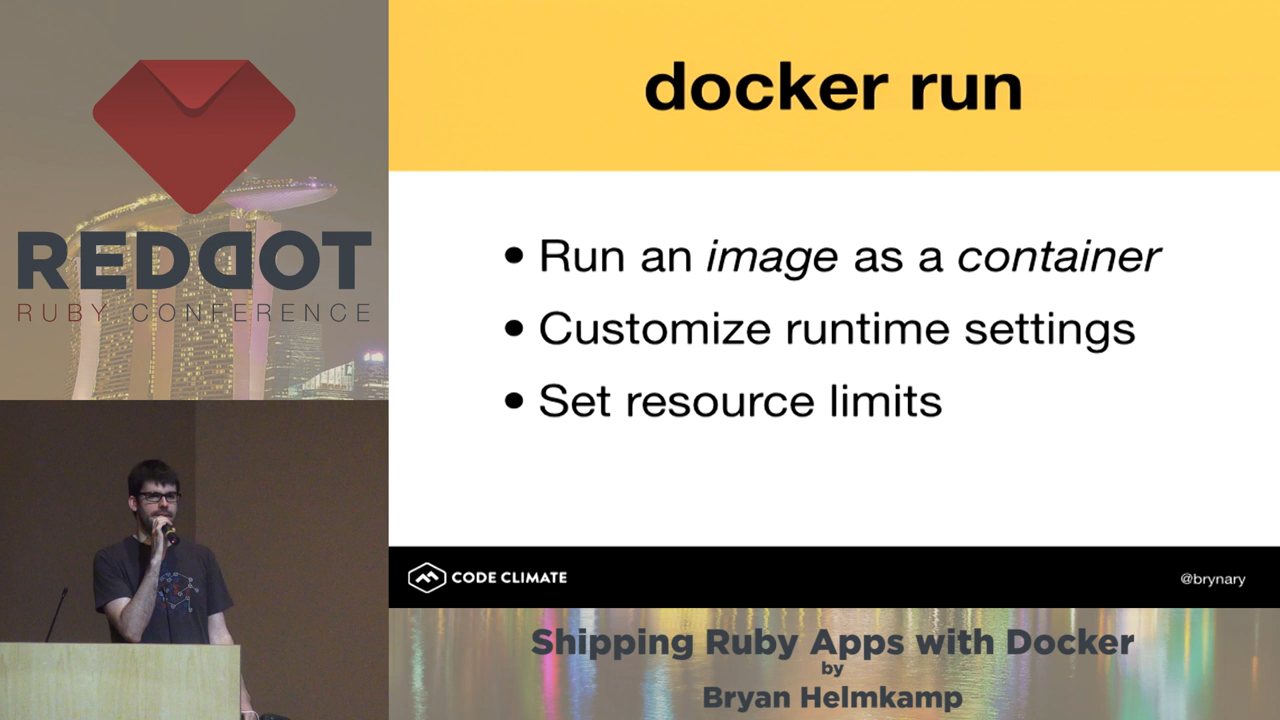 REDDOT
RUBY CONFERENCE
docker run
• Run an image as a container
• Customize runtime settings
• Set resource limits
CODE CLIMATE
@brynary
Shipping Ruby Apps with Docker
by
Bryan Helmkamp